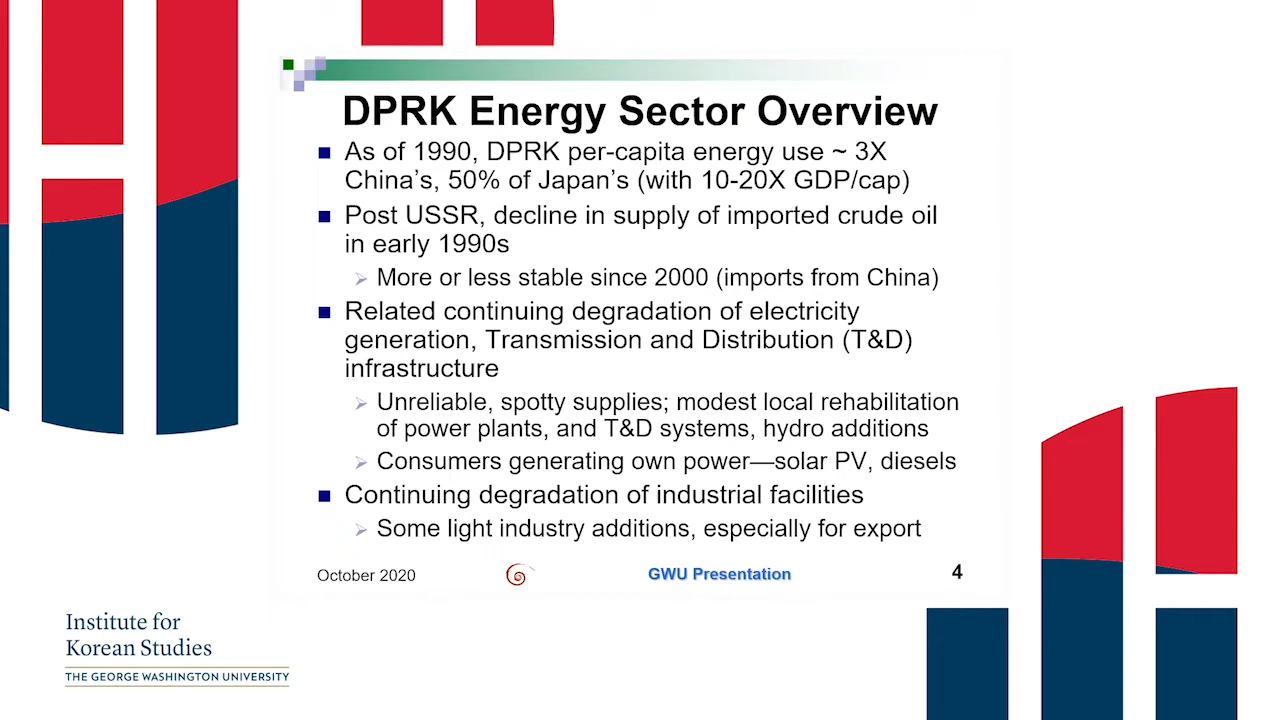 DPRK Energy Sector Overview
As of 1990, DPRK per-capita energy use ~ 3X
China’s, 50% of Japan’s (with 10-20X GDP/cap)
Post USSR, decline in supply of imported crude oil
in early 1990s
More or less stable since 2000 (imports from China)
Related continuing degradation of electricity
generation, Transmission and Distribution (T&D)
infrastructure
Unreliable, spotty supplies; modest local rehabilitation
of power plants, and T&D systems, hydro additions
Consumers generating own power—solar PV, diesels
Continuing degradation of industrial facilities
Some light industry additions, especially for export
October 2020
GWU Presentation
4
Institute for
Korean Studies
THE GEORGE WASHINGTON UNIVERSITY